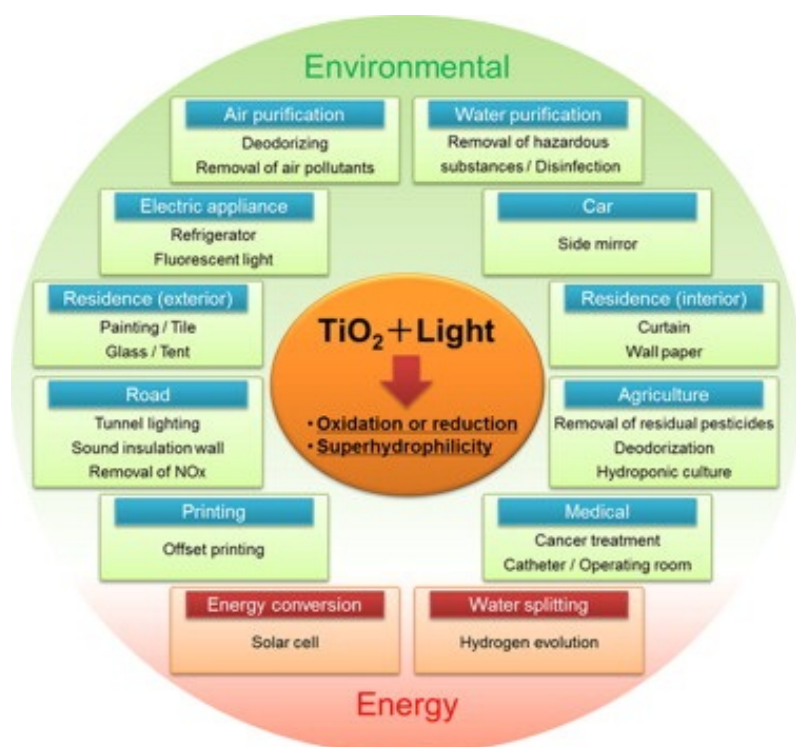 Environmental
Air purification
Deodorizing
Removal of air pollutants
Water purification
Removal of hazardous
substances / Disinfection
Electric appliance
Refrigerator
Fluorescent light
Car
Side mirror
Residence (exterior)
Painting / Tile
Glass / Tent
TiO₂+Light
• Oxidation or reduction
• Superhydrophilicity
Residence (interior)
Curtain
Wall paper
Road
Tunnel lighting
Sound insulation wall
Removal of NOx
Agriculture
Removal of residual pesticides
Deodorization
Hydroponic culture
Printing
Offset printing
Medical
Cancer treatment
Catheter / Operating room
Energy conversion
Solar cell
Water splitting
Hydrogen evolution
Energy